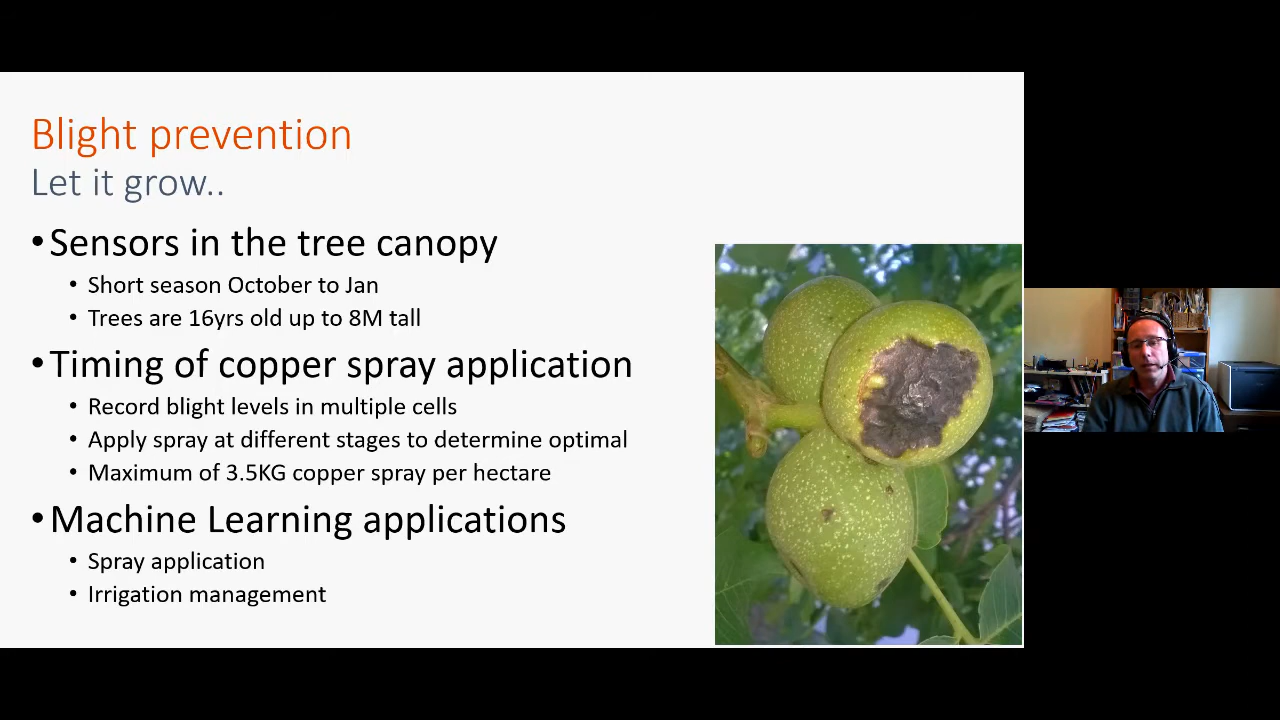 Blight prevention
Let it grow..
•Sensors in the tree canopy
• Short season October to Jan
• Trees are 16yrs old up to 8M tall
•Timing of copper spray application
• Record blight levels in multiple cells
• Apply spray at different stages to determine optimal
• Maximum of 3.5KG copper spray per hectare
•Machine Learning applications
• Spray application
• Irrigation management